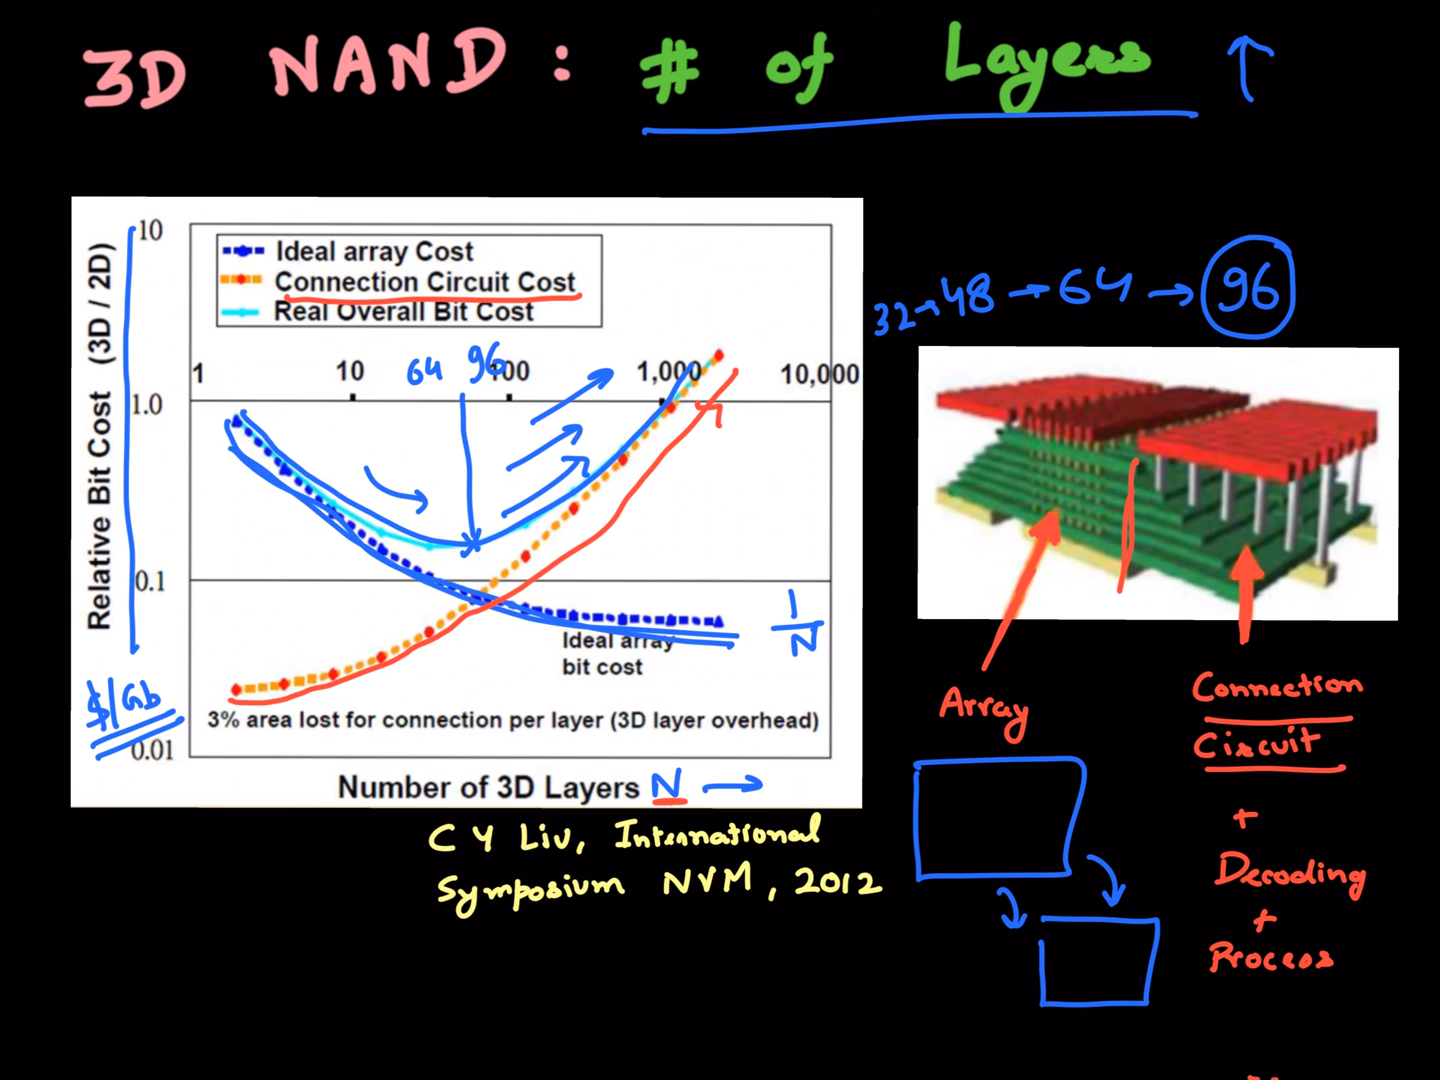 3D NAND : # of Layers ↑
10
Ideal array Cost
Connection Circuit Cost
Real Overall Bit Cost
64 96
1 10 100 1,000 10,000
1.0
0.1
0.01
Relative Bit Cost (3D / 2D)
$/Gb
Ideal array
bit cost
1/N
3% area lost for connection per layer (3D layer overhead)
Number of 3D Layers N →
C Y Liu, International
Symposium NVM, 2012
32→48→64→96
Array
Connection
Circuit
+
Decoding
+
Process